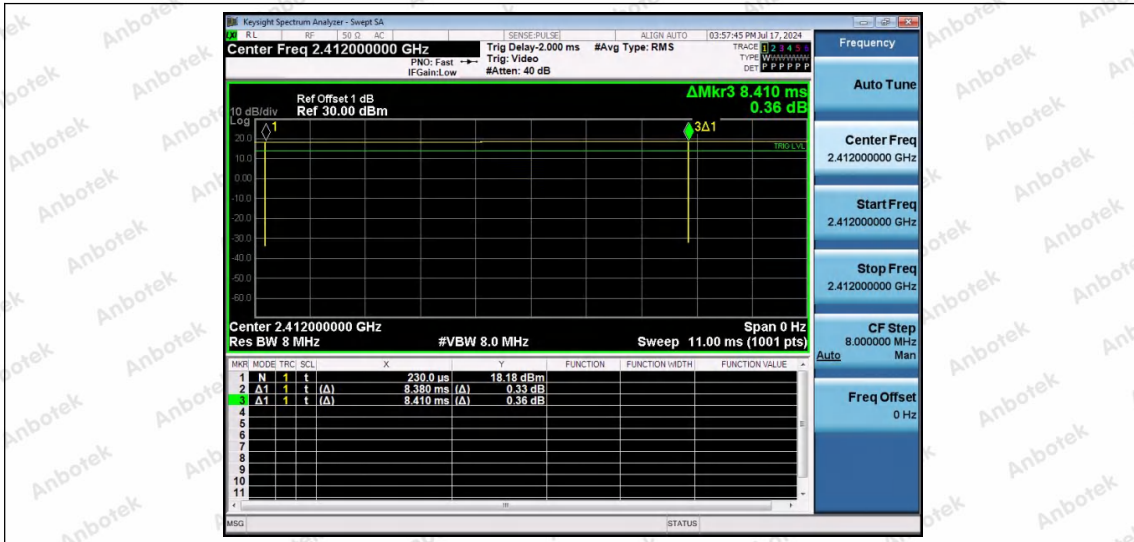 Keysight Spectrum Analyzer - Swept SA
RL RF 50 Ω AC SENSE:PULSE ALIGN AUTO 03:57:45 PM Jul 17, 2024
Center Freq 2.412000000 GHz
PNO: Fast
IFGain:Low
Trig Delay-2.000 ms
Trig: Video
#Atten: 40 dB
#Avg Type: RMS
TRACE 1 2 3 4 5 6
TYPE W
DET P P P P P P
ΔMkr3 8.410 ms
0.36 dB
Ref Offset 1 dB
10 dB/div Ref 30.00 dBm
Log
1
3Δ1
TRIG LVL
20.0
10.0
0.00
-10.0
-20.0
-30.0
-40.0
-50.0
-60.0
Center 2.412000000 GHz Span 0 Hz
Res BW 8 MHz #VBW 8.0 MHz Sweep 11.00 ms (1001 pts)
MKR MODE TRC SCL X Y FUNCTION FUNCTION WIDTH FUNCTION VALUE
1 N 1 t 230.0 µs 18.18 dBm
2 Δ1 1 t (Δ) 8.380 ms (Δ) 0.33 dB
3 Δ1 1 t (Δ) 8.410 ms (Δ) 0.36 dB
4
5
6
7
8
9
10
11
MSG STATUS
Frequency
Auto Tune
Center Freq
2.412000000 GHz
Start Freq
2.412000000 GHz
Stop Freq
2.412000000 GHz
CF Step
8.000000 MHz
Auto Man
Freq Offset
0 Hz
Anbotek